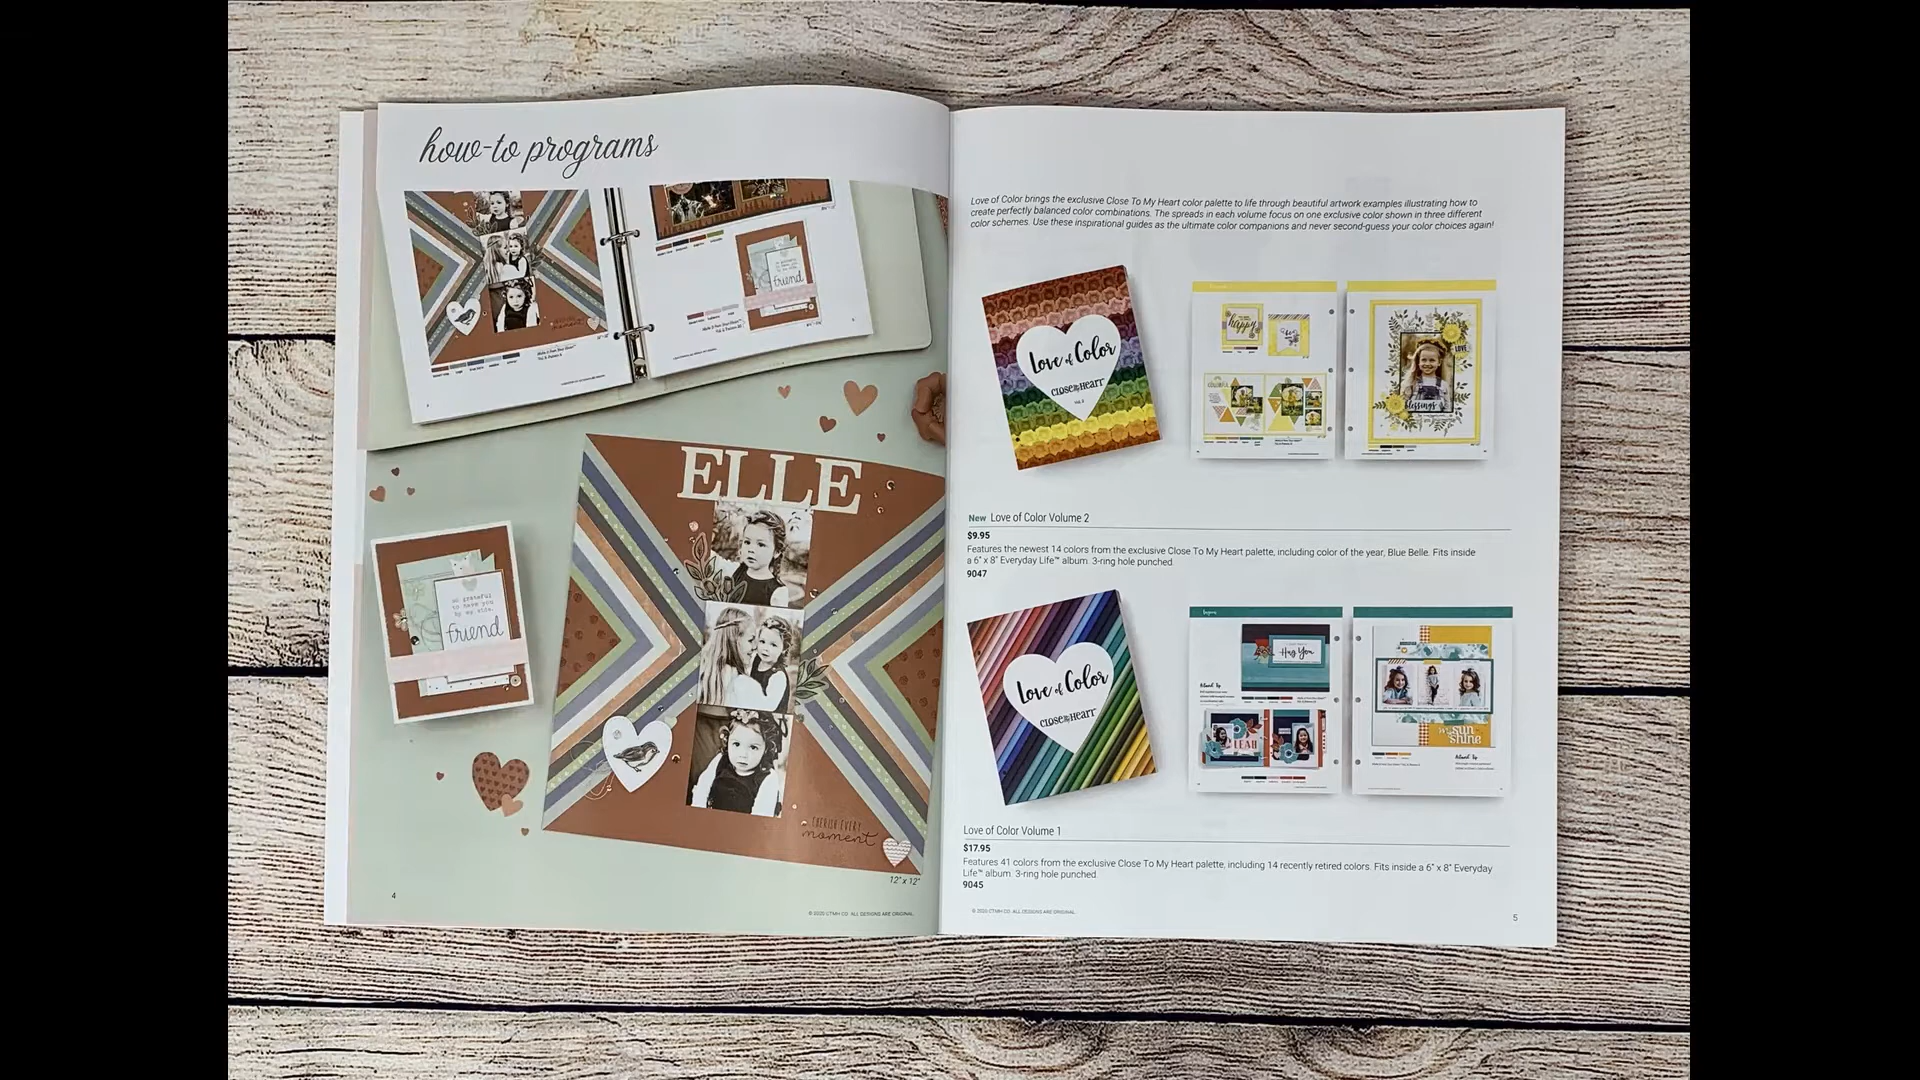 how-to programs
friend
ELLE
so grateful
to have you
by my side.
friend
CHERISH EVERY
moment
12" x 12"
4
© 2020 CTMH CO. ALL DESIGNS ARE ORIGINAL.
Love of Color brings the exclusive Close To My Heart color palette to life through beautiful artwork examples illustrating how to
create perfectly balanced color combinations. The spreads in each volume focus on one exclusive color shown in three different
color schemes. Use these inspirational guides as the ultimate color companions and never second-guess your color choices again!
Love of Color
CLOSE TO MY HEART
happy
COLORFUL
LOVE
blessings
New Love of Color Volume 2
$9.95
Features the newest 14 colors from the exclusive Close To My Heart palette, including color of the year, Blue Belle. Fits inside
a 6" x 8" Everyday Life™ album. 3-ring hole punched.
9047
Love of Color
CLOSE TO MY HEART
Hug You
LEAH
sun-
shine
Love of Color Volume 1
$17.95
Features 41 colors from the exclusive Close To My Heart palette, including 14 recently retired colors. Fits inside a 6" x 8" Everyday
Life™ album. 3-ring hole punched.
9045
© 2020 CTMH CO. ALL DESIGNS ARE ORIGINAL.
5